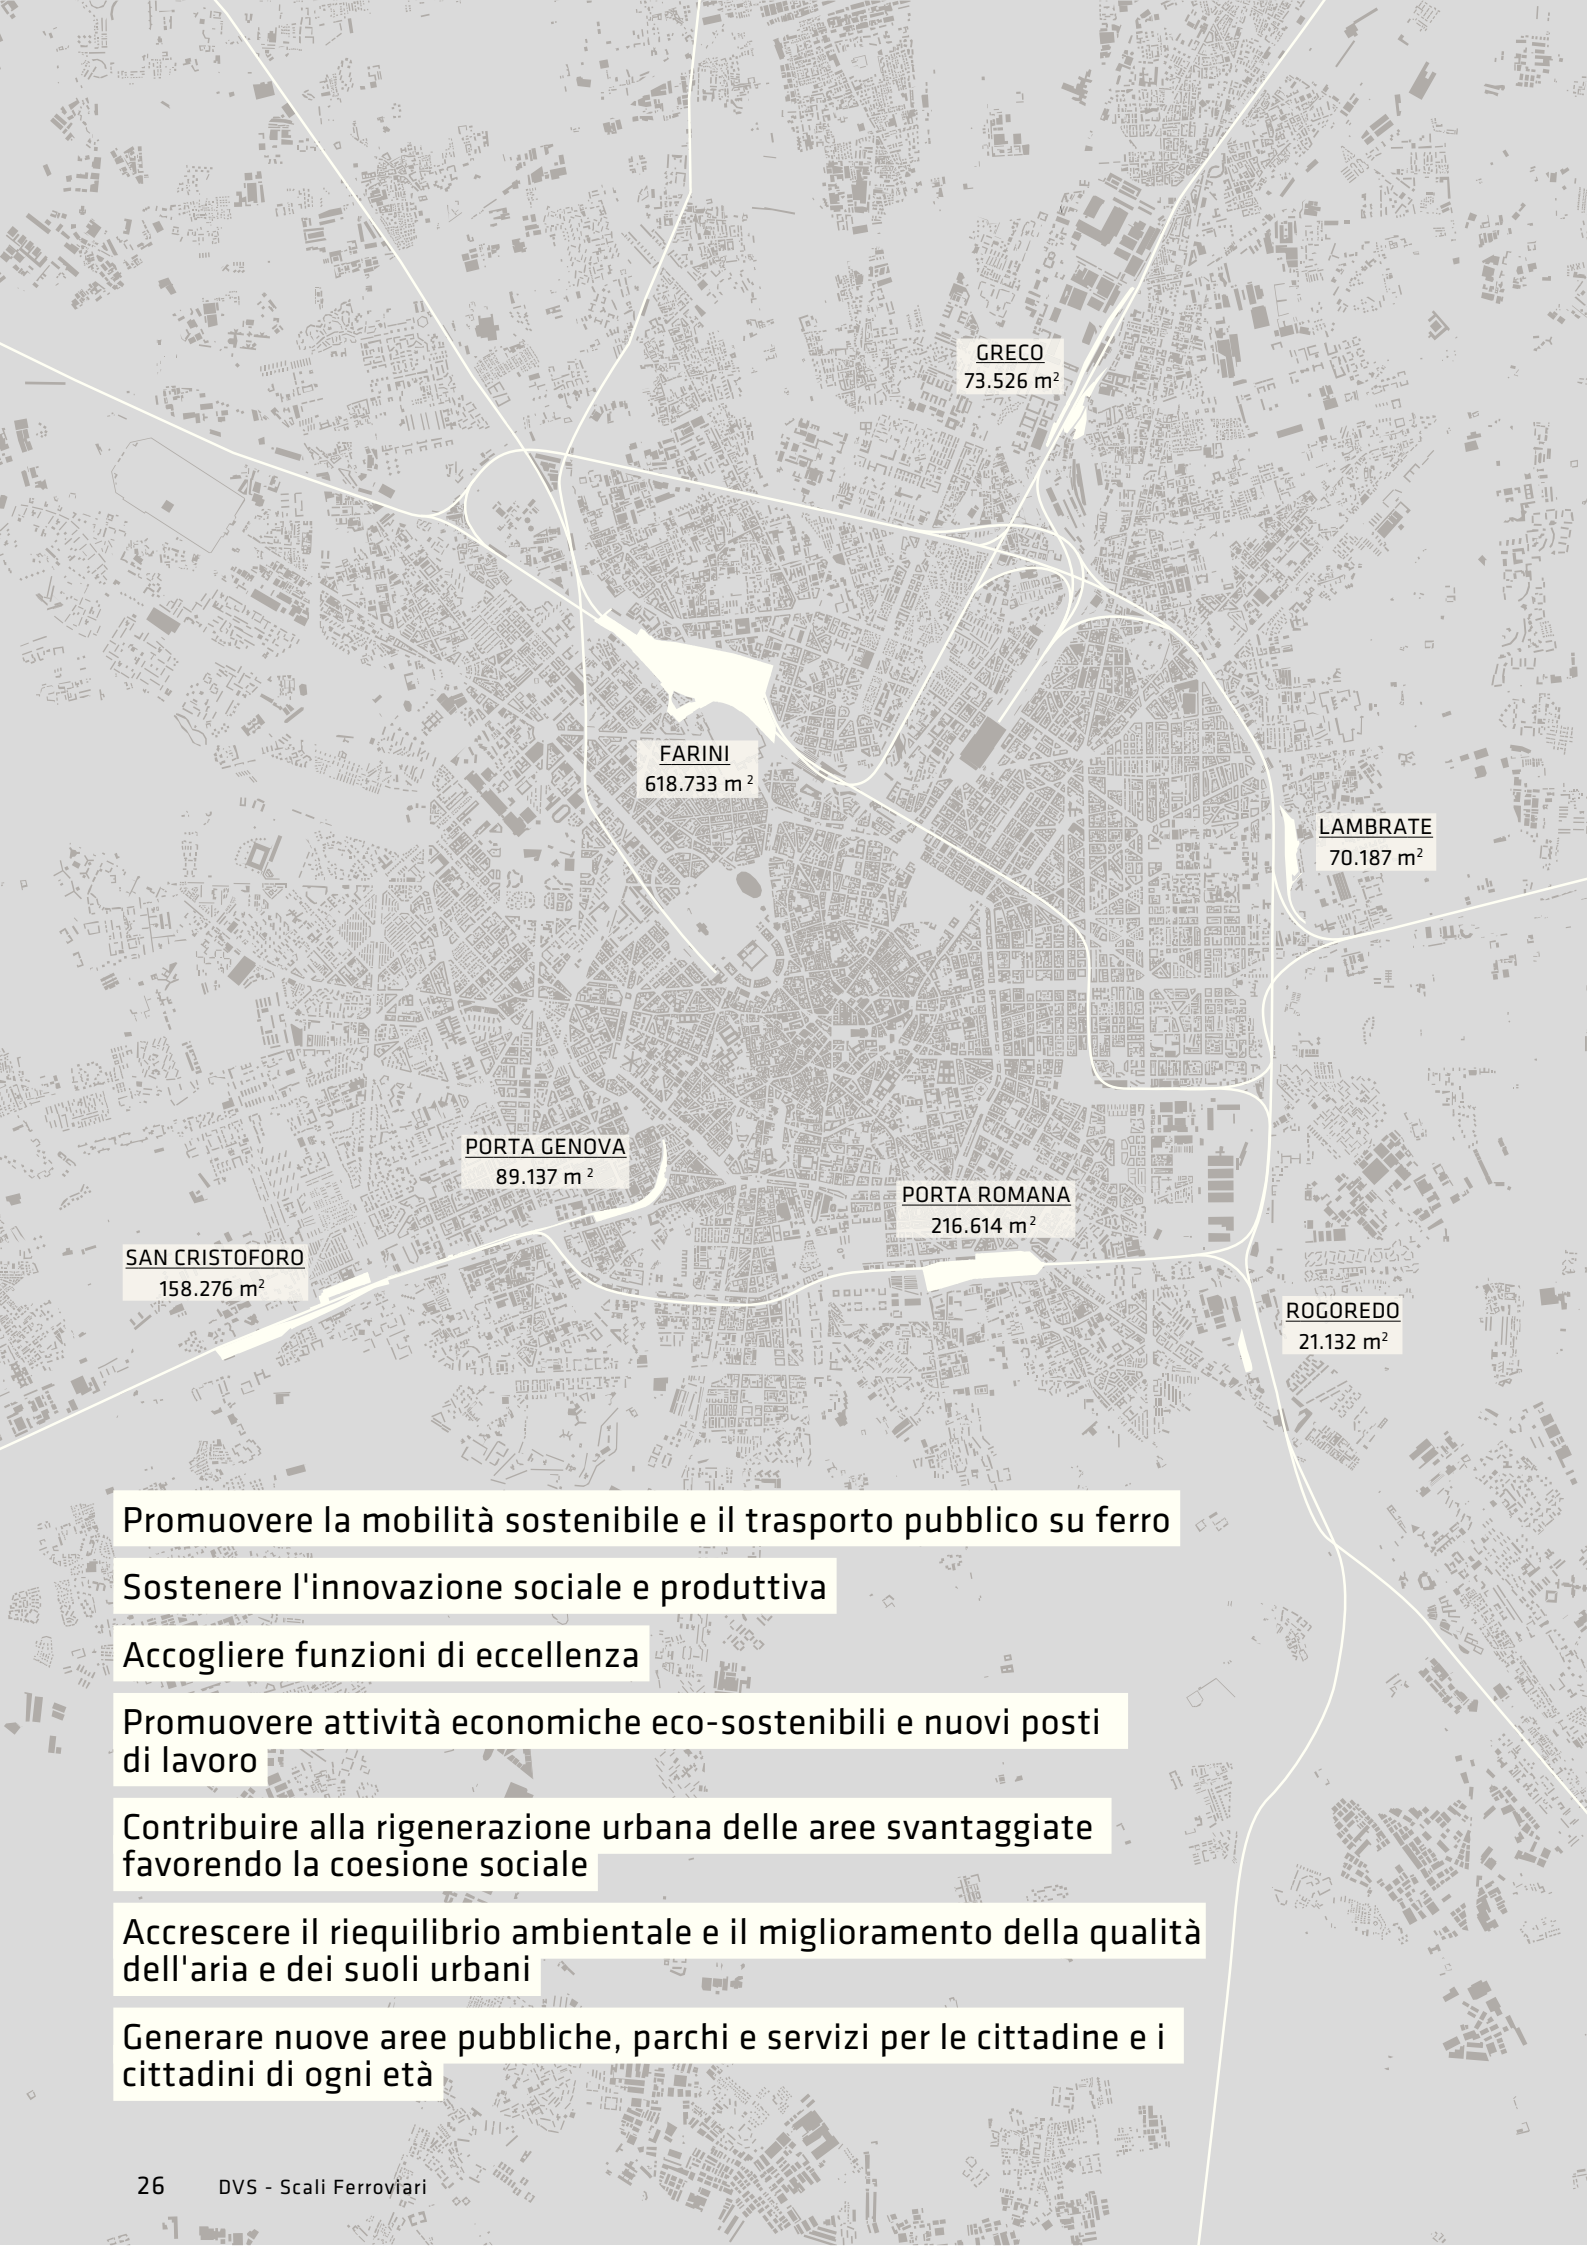 GRECO
73.526 m²
FARINI
618.733 m ²
LAMBRATE
70.187 m²
PORTA GENOVA
89.137 m ²
PORTA ROMANA
216.614 m²
SAN CRISTOFORO
158.276 m²
ROGOREDO
21.132 m²
Promuovere la mobilità sostenibile e il trasporto pubblico su ferro
Sostenere l'innovazione sociale e produttiva
Accogliere funzioni di eccellenza
Promuovere attività economiche eco-sostenibili e nuovi posti
di lavoro
Contribuire alla rigenerazione urbana delle aree svantaggiate
favorendo la coesione sociale
Accrescere il riequilibrio ambientale e il miglioramento della qualità
dell'aria e dei suoli urbani
Generare nuove aree pubbliche, parchi e servizi per le cittadine e i
cittadini di ogni età
26 DVS - Scali Ferroviari